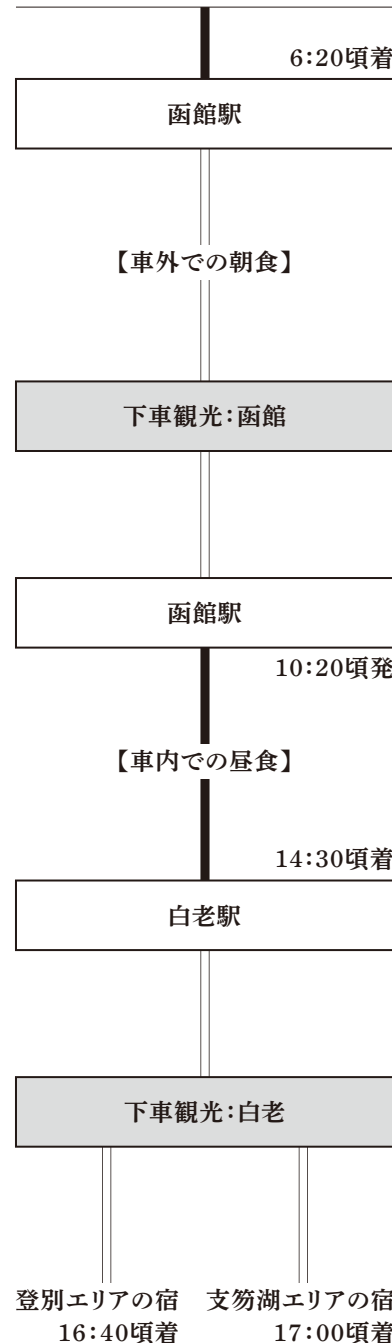 6:20頃着
函館駅
【車外での朝食】
下車観光:函館
函館駅
10:20頃発
【車内での昼食】
14:30頃着
白老駅
下車観光:白老
登別エリアの宿
16:40頃着
支笏湖エリアの宿
17:00頃着